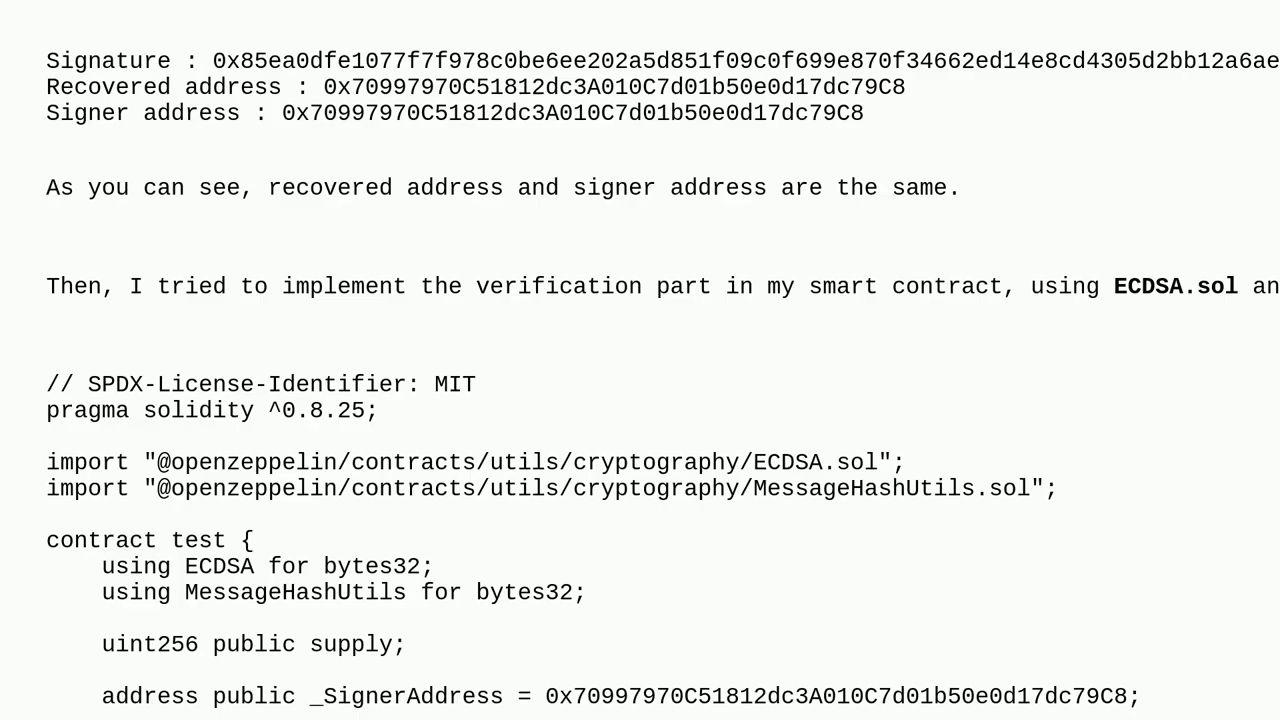 Signature : 0x85ea0dfe1077f7f978c0be6ee202a5d851f09c0f699e870f34662ed14e8cd4305d2bb12a6ae
Recovered address : 0x70997970C51812dc3A010C7d01b50e0d17dc79C8
Signer address : 0x70997970C51812dc3A010C7d01b50e0d17dc79C8
As you can see, recovered address and signer address are the same.
Then, I tried to implement the verification part in my smart contract, using ECDSA.sol an
// SPDX-License-Identifier: MIT
pragma solidity ^0.8.25;
import "@openzeppelin/contracts/utils/cryptography/ECDSA.sol";
import "@openzeppelin/contracts/utils/cryptography/MessageHashUtils.sol";
contract test {
    using ECDSA for bytes32;
    using MessageHashUtils for bytes32;
    uint256 public supply;
    address public _SignerAddress = 0x70997970C51812dc3A010C7d01b50e0d17dc79C8;